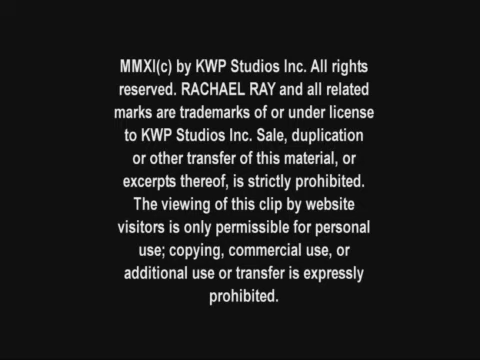 MMXI(c) by KWP Studios Inc. All rights
reserved. RACHAEL RAY and all related
marks are trademarks of or under license
to KWP Studios Inc. Sale, duplication
or other transfer of this material, or
excerpts thereof, is strictly prohibited.
The viewing of this clip by website
visitors is only permissible for personal
use; copying, commercial use, or
additional use or transfer is expressly
prohibited.